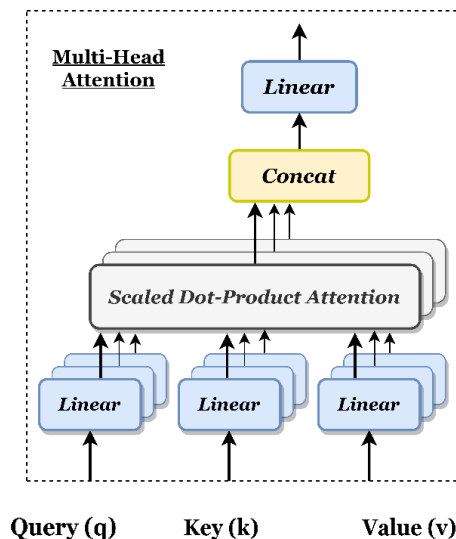 Multi-Head
Attention
Linear
Concat
Scaled Dot-Product Attention
Linear Linear Linear
Query (q) Key (k) Value (v)